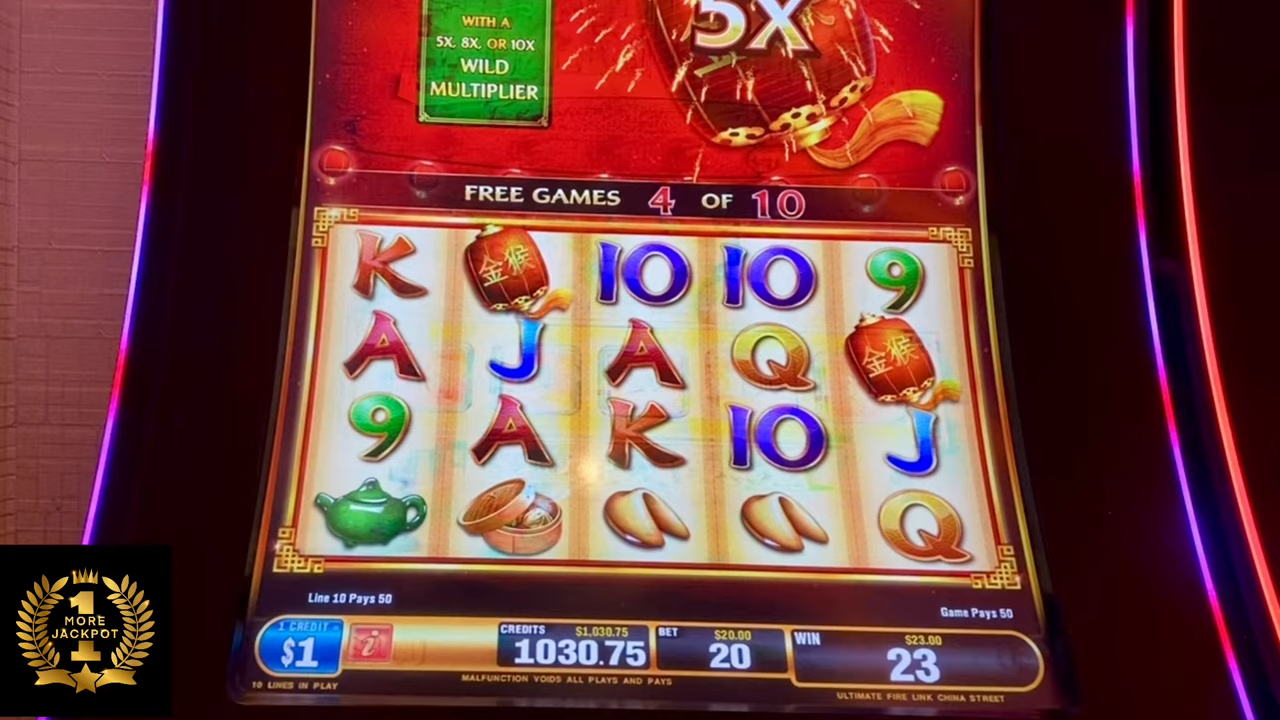 WITH A
5X, 8X, OR 10X
WILD
MULTIPLIER
5X
FREE GAMES 4 OF 10
K 金猴 10 10 9
A J A Q 金猴
9 A K 10 J
Q
Line 10 Pays 50
Game Pays 50
1 CREDIT =
$1
10 LINES IN PLAY
CREDITS $1,030.75
1030.75
BET $20.00
20
WIN $23.00
23
MALFUNCTION VOIDS ALL PLAYS AND PAYS
ULTIMATE FIRE LINK CHINA STREET
1
MORE
JACKPOT
1